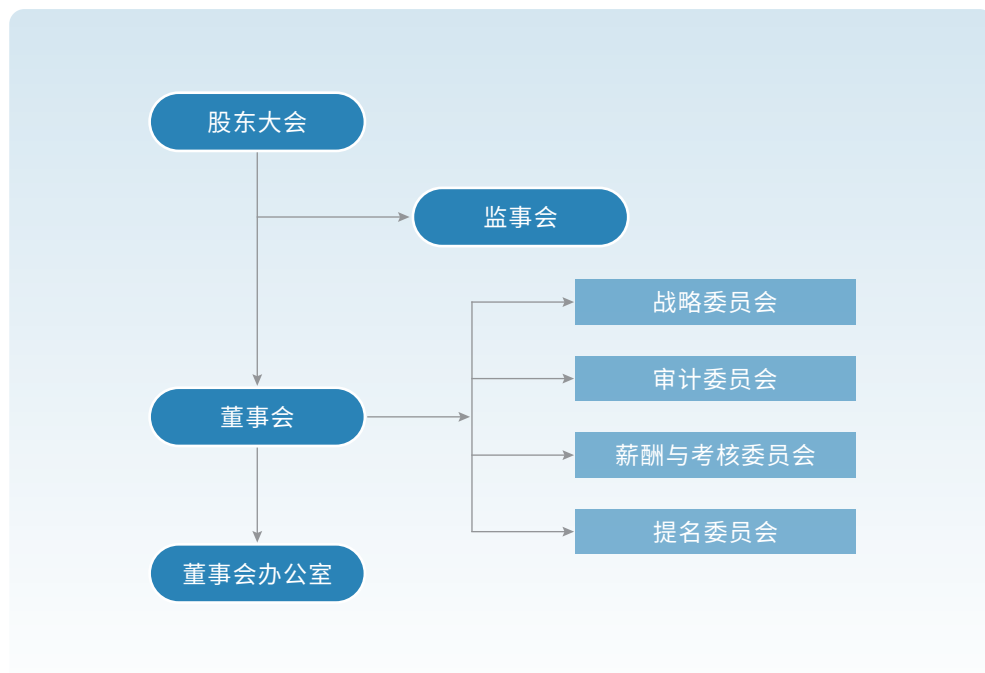 股东大会
监事会
战略委员会
审计委员会
董事会
薪酬与考核委员会
提名委员会
董事会办公室